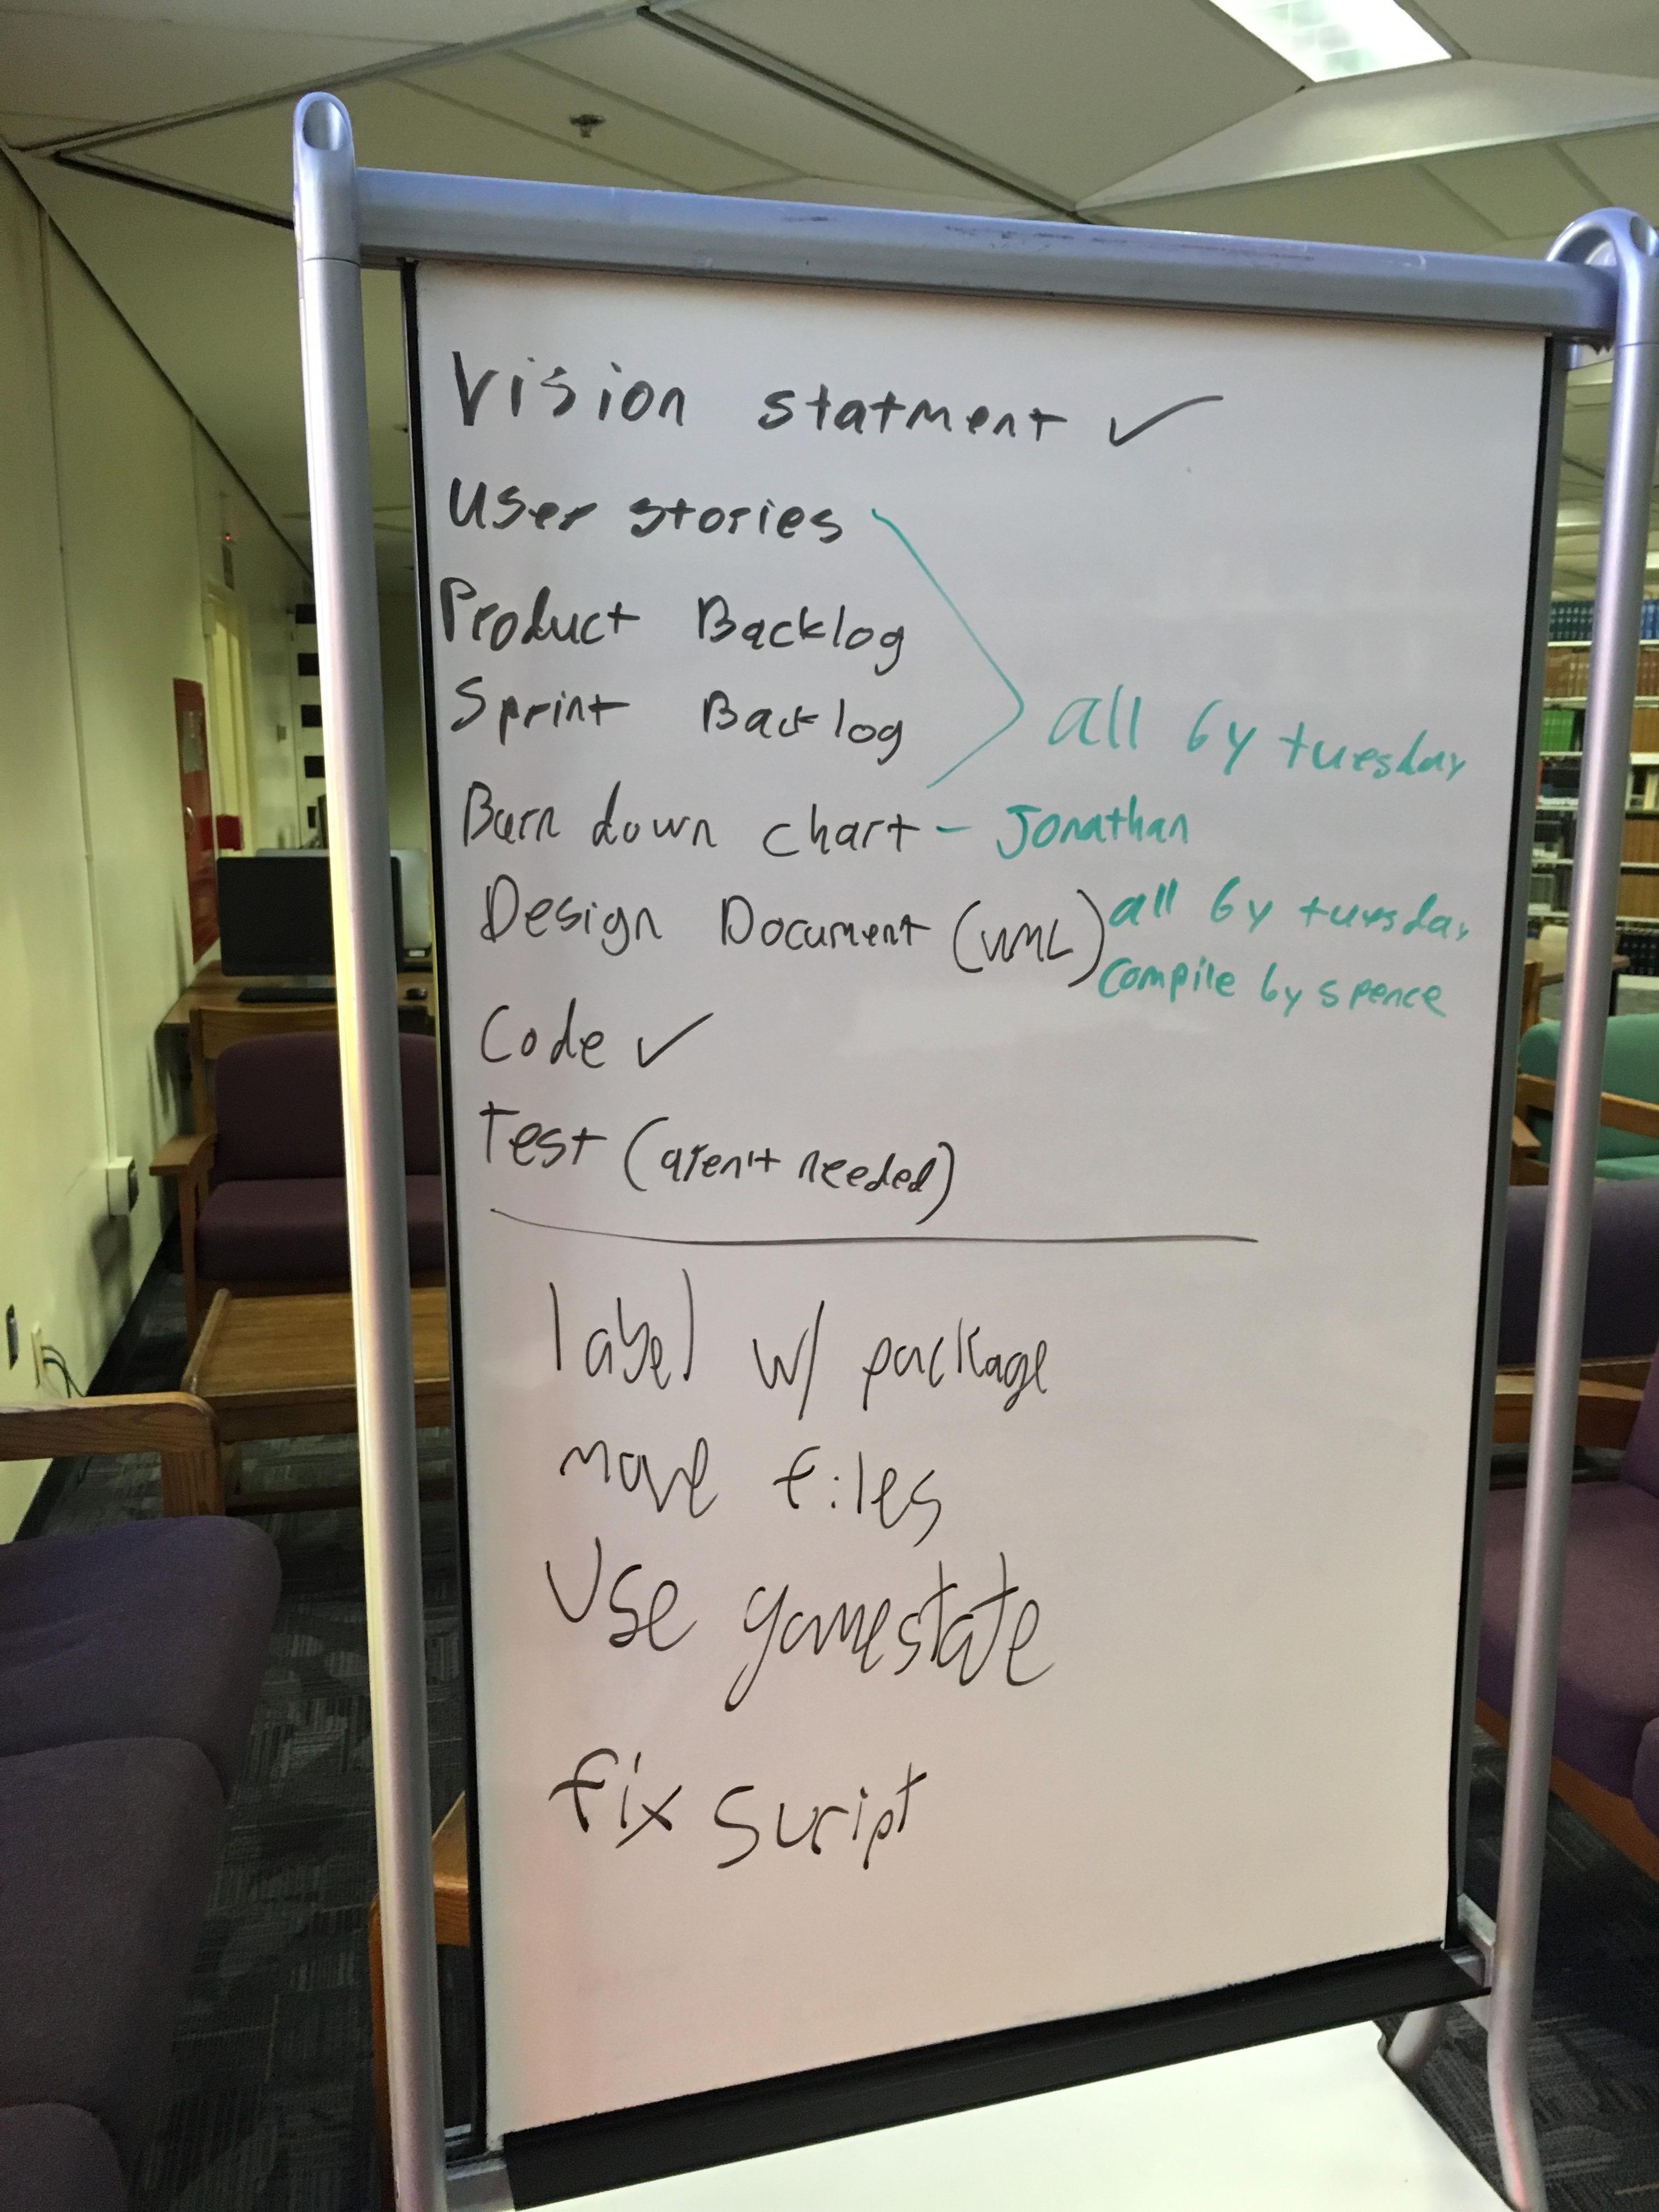 Vision statment ✓
User stories
Product Backlog
Sprint Backlog
all by tuesday
Burn down chart - Jonathan
Design Document (UML) all by tuesday
compile by spence
Code ✓
Test (aren't needed)
label w/ package
move files
Use gamestate
fix script